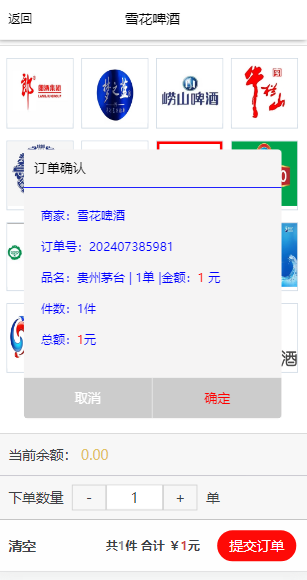 返回
雪花啤酒
郎酒集团
梦之蓝
崂山啤酒
牛栏山
订单确认
商家：雪花啤酒
订单号：202407385981
品名：贵州茅台 | 1单 |金额：1 元
件数：1件
总额：1元
酒
取消
确定
当前余额： 0.00
下单数量 - 1 + 单
清空
共1件 合计 ￥1元
提交订单